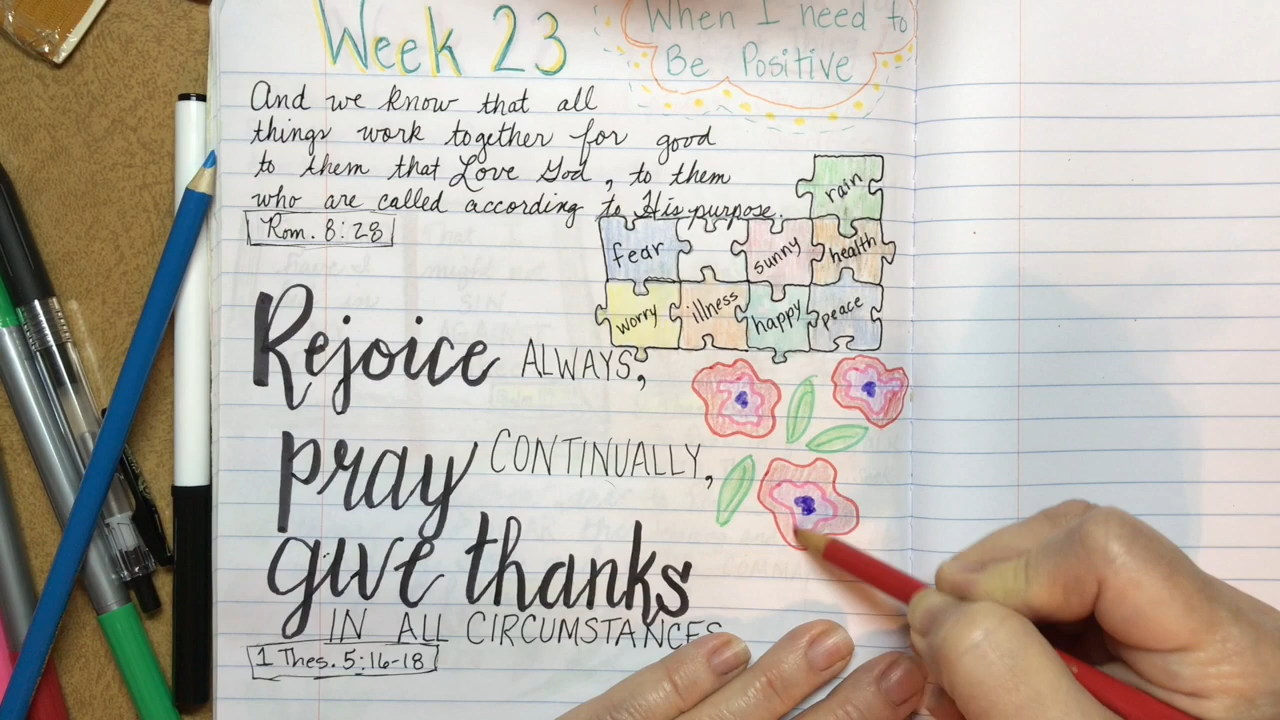 Week 23
When I need to
Be Positive
And we know that all
things work together for good
to them that Love God, to them
who are called according to His purpose.
Rom. 8:28
rain
fear
sunny
health
worry
illness
happy
peace
Rejoice ALWAYS,
pray CONTINUALLY,
give thanks
IN ALL CIRCUMSTANCES
1 Thes. 5:16-18